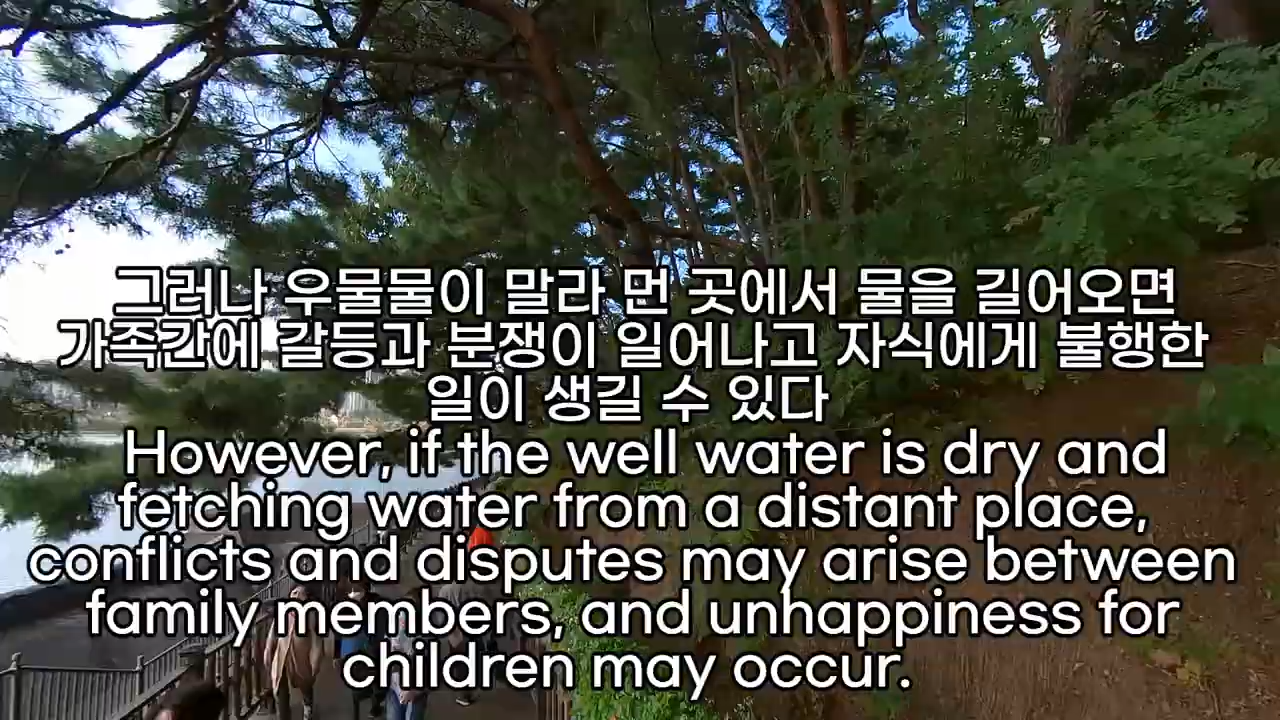 그러나 우물물이 말라 먼 곳에서 물을 길어오면
가족간에 갈등과 분쟁이 일어나고 자식에게 불행한
일이 생길 수 있다
However, if the well water is dry and
fetching water from a distant place,
conflicts and disputes may arise between
family members, and unhappiness for
children may occur.